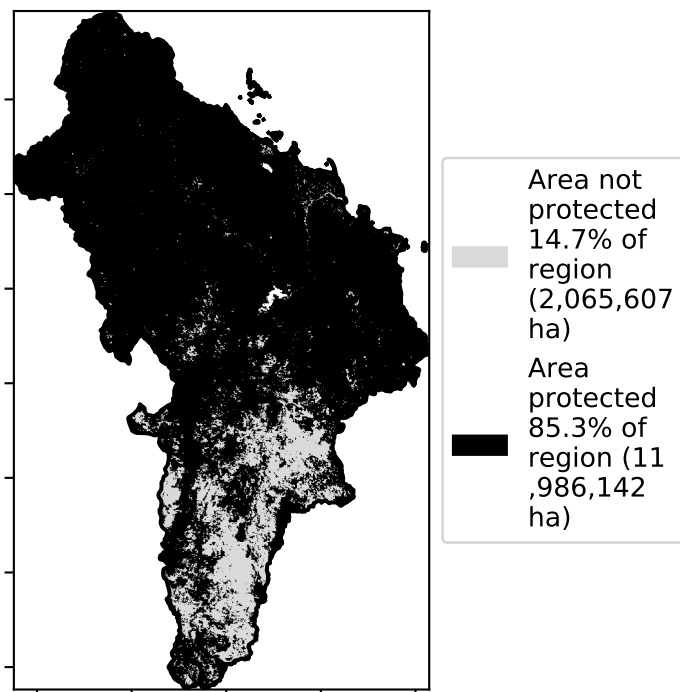 Area not
protected
14.7% of
region
(2,065,607
ha)
Area
protected
85.3% of
region (11
,986,142
ha)